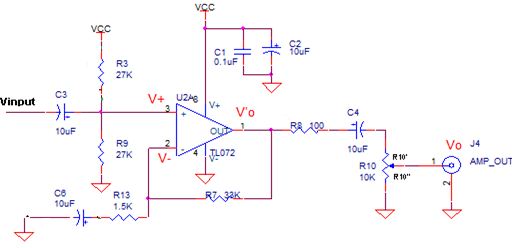 VCC
VCC
C1
0.1uF
C2
10uF
R3
27K
Vinput
C3
10uF
V+
U2A
8
V+
3
+
V'o
OUT
1
R8 100
C4
10uF
R9
27K
2
-
V-
4
TL072
V-
R10
10K
R10'
R10"
Vo
1
2
J4
AMP_OUT
C6
10uF
R13
1.5K
R7 33K